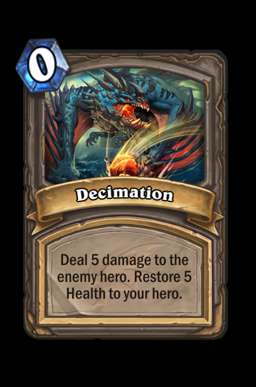 0
Decimation
Deal 5 damage to the
enemy hero. Restore 5
Health to your hero.